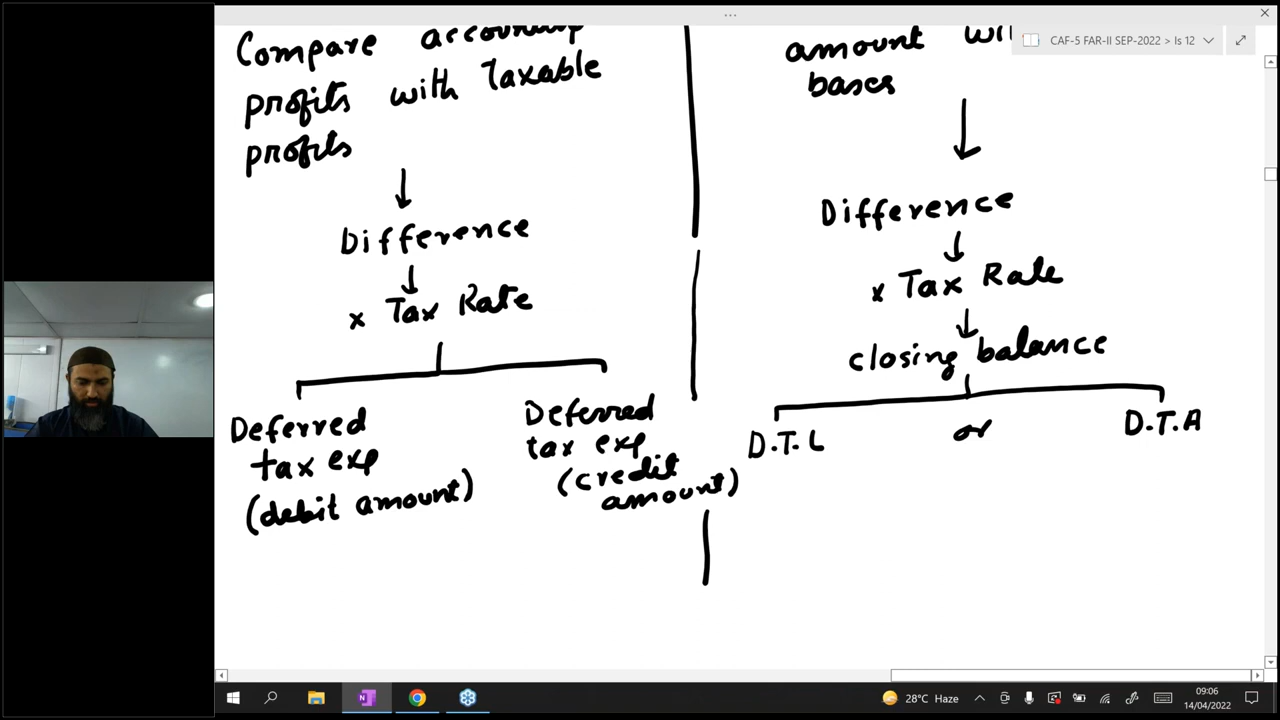 CAF-5 FAR-II SEP-2022 > Is 12
Compare accounting
profits with Taxable
profits
Difference
x Tax Rate
Deferred
tax exp
(debit amount)
Deferred
tax exp
(credit
amount)
amount
bases
Difference
x Tax Rate
closing balance
D.T.L
or
D.T.A
28°C Haze
09:06
14/04/2022